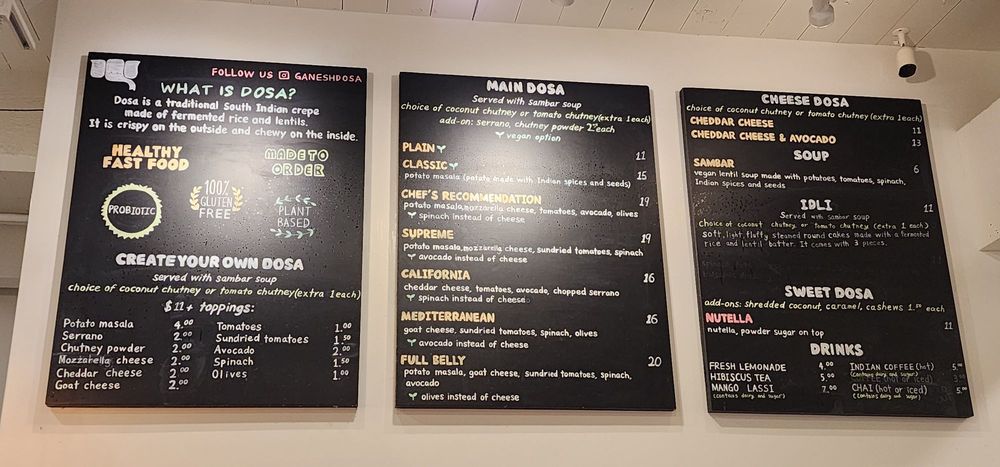 FOLLOW US GANESHDOSA
WHAT IS DOSA?
Dosa is a traditional South Indian crepe
made of fermented rice and lentils.
It is crispy on the outside and chewy on the inside.
HEALTHY
FAST FOOD
MADE TO
ORDER
PROBIOTIC
100%
GLUTEN
FREE
PLANT
BASED
CREATE YOUR OWN DOSA
served with sambar soup
choice of coconut chutney or tomato chutney(extra 1each)
$11+ toppings:
Potato masala 4.00
Serrano 2.00
Chutney powder 2.00
Mozzarella cheese 2.00
Cheddar cheese 2.00
Goat cheese 2.00
Tomatoes 1.00
Sundried tomatoes 1.50
Avocado 2.00
Spinach 1.50
Olives 1.00
MAIN DOSA
Served with sambar soup
choice of coconut chutney or tomato chutney(extra 1each)
add-on: serrano, chutney powder 2 each
vegan option
PLAIN 11
CLASSIC 15
potato masala (potato made with Indian spices and seeds)
CHEF'S RECOMMENDATION 19
potato masala,mozzarella cheese, tomatoes, avocado, olives
spinach instead of cheese
SUPREME 19
potato masala,mozzarella cheese, sundried tomatoes, spinach
avocado instead of cheese
CALIFORNIA 16
cheddar cheese, tomatoes, avocado, chopped serrano
spinach instead of cheese
MEDITERRANEAN 16
goat cheese, sundried tomatoes, spinach, olives
avocado instead of cheese
FULL BELLY 20
potato masala, goat cheese, sundried tomatoes, spinach,
avocado
olives instead of cheese
CHEESE DOSA
choice of coconut chutney or tomato chutney(extra 1each)
CHEDDAR CHEESE 11
CHEDDAR CHEESE & AVOCADO 13
SOUP
SAMBAR 6
vegan lentil soup made with potatoes, tomatoes, spinach,
Indian spices and seeds
IDLI 11
Served with sambar soup
Choice of coconut chutney or tomato chutney (extra 1 each)
soft, light, fluffy steamed round cakes made with a fermented
rice and lentil batter. It comes with 3 pieces.
SWEET DOSA
add-ons: shredded coconut, caramel, cashews 1.50 each
NUTELLA 11
nutella, powder sugar on top
DRINKS
FRESH LEMONADE 4.00
HIBISCUS TEA 5.00
MANGO LASSI 7.00
(contains dairy and sugar)
INDIAN COFFEE (hot) 5.00
(contains dairy and sugar)
CHAI (hot or iced) 5.00
(contains dairy and sugar)